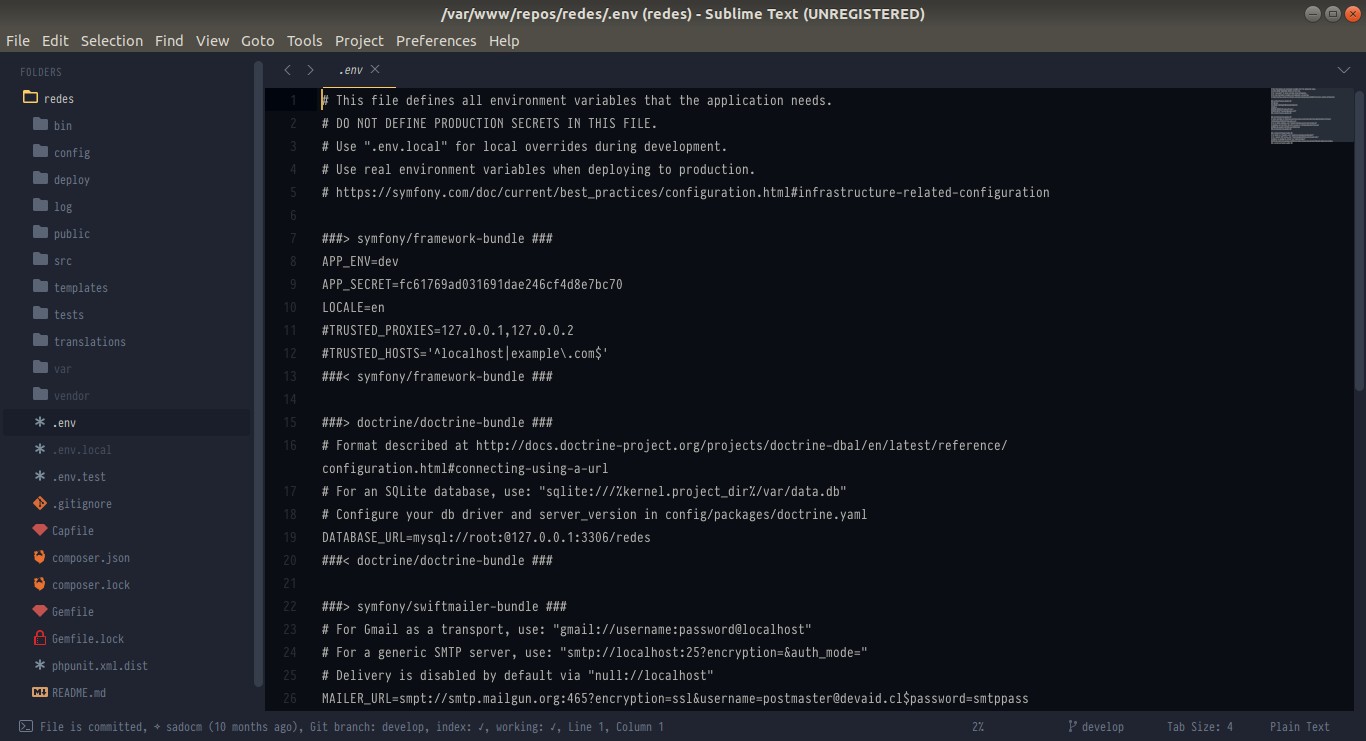 /var/www/repos/redes/.env (redes) - Sublime Text (UNREGISTERED)
File Edit Selection Find View Goto Tools Project Preferences Help
FOLDERS
redes
bin
config
deploy
log
public
src
templates
tests
translations
var
vendor
.env
.env.local
.env.test
.gitignore
Capfile
composer.json
composer.lock
Gemfile
Gemfile.lock
phpunit.xml.dist
README.md
.env
1 # This file defines all environment variables that the application needs.
2 # DO NOT DEFINE PRODUCTION SECRETS IN THIS FILE.
3 # Use ".env.local" for local overrides during development.
4 # Use real environment variables when deploying to production.
5 # https://symfony.com/doc/current/best_practices/configuration.html#infrastructure-related-configuration
6
7 ###> symfony/framework-bundle ###
8 APP_ENV=dev
9 APP_SECRET=fc61769ad031691dae246cf4d8e7bc70
10 LOCALE=en
11 #TRUSTED_PROXIES=127.0.0.1,127.0.0.2
12 #TRUSTED_HOSTS='^localhost|example\.com$'
13 ###< symfony/framework-bundle ###
14
15 ###> doctrine/doctrine-bundle ###
16 # Format described at http://docs.doctrine-project.org/projects/doctrine-dbal/en/latest/reference/
configuration.html#connecting-using-a-url
17 # For an SQLite database, use: "sqlite:///%kernel.project_dir%/var/data.db"
18 # Configure your db driver and server_version in config/packages/doctrine.yaml
19 DATABASE_URL=mysql://root:@127.0.0.1:3306/redes
20 ###< doctrine/doctrine-bundle ###
21
22 ###> symfony/swiftmailer-bundle ###
23 # For Gmail as a transport, use: "gmail://username:password@localhost"
24 # For a generic SMTP server, use: "smtp://localhost:25?encryption=&auth_mode="
25 # Delivery is disabled by default via "null://localhost"
26 MAILER_URL=smpt://smtp.mailgun.org:465?encryption=ssl&username=postmaster@devaid.cl$password=smtppass
File is committed, ⌖ sadocm (10 months ago), Git branch: develop, index: ✓, working: ✓, Line 1, Column 1
2%
develop
Tab Size: 4
Plain Text